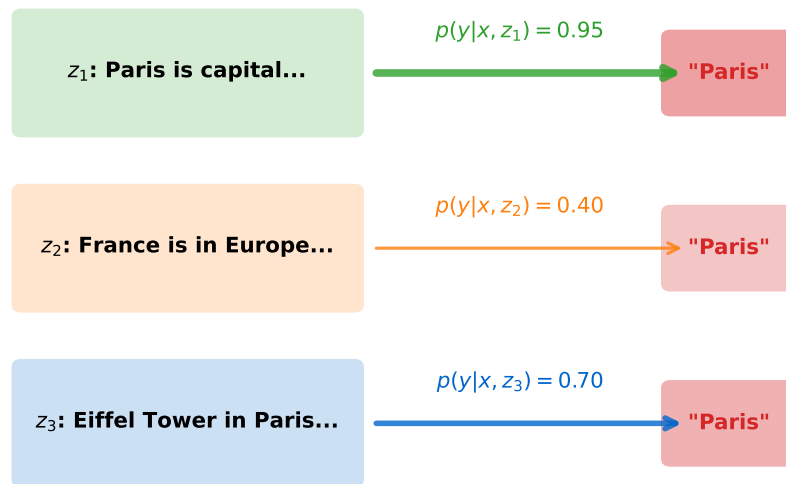 p(y|x, z₁) = 0.95
z₁: Paris is capital...
"Paris"
p(y|x, z₂) = 0.40
z₂: France is in Europe...
"Paris"
p(y|x, z₃) = 0.70
z₃: Eiffel Tower in Paris...
"Paris"